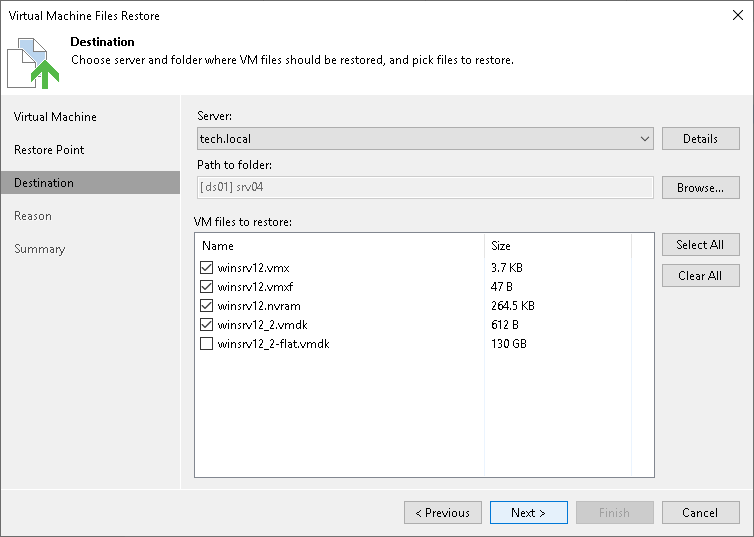 Virtual Machine Files Restore
Destination
Choose server and folder where VM files should be restored, and pick files to restore.
Virtual Machine
Restore Point
Destination
Reason
Summary
Server:
tech.local
Details
Path to folder:
[ds01] srv04
Browse...
VM files to restore:
Name Size
winsrv12.vmx 3.7 KB
winsrv12.vmxf 47 B
winsrv12.nvram 264.5 KB
winsrv12_2.vmdk 612 B
winsrv12_2-flat.vmdk 130 GB
Select All
Clear All
< Previous Next > Finish Cancel